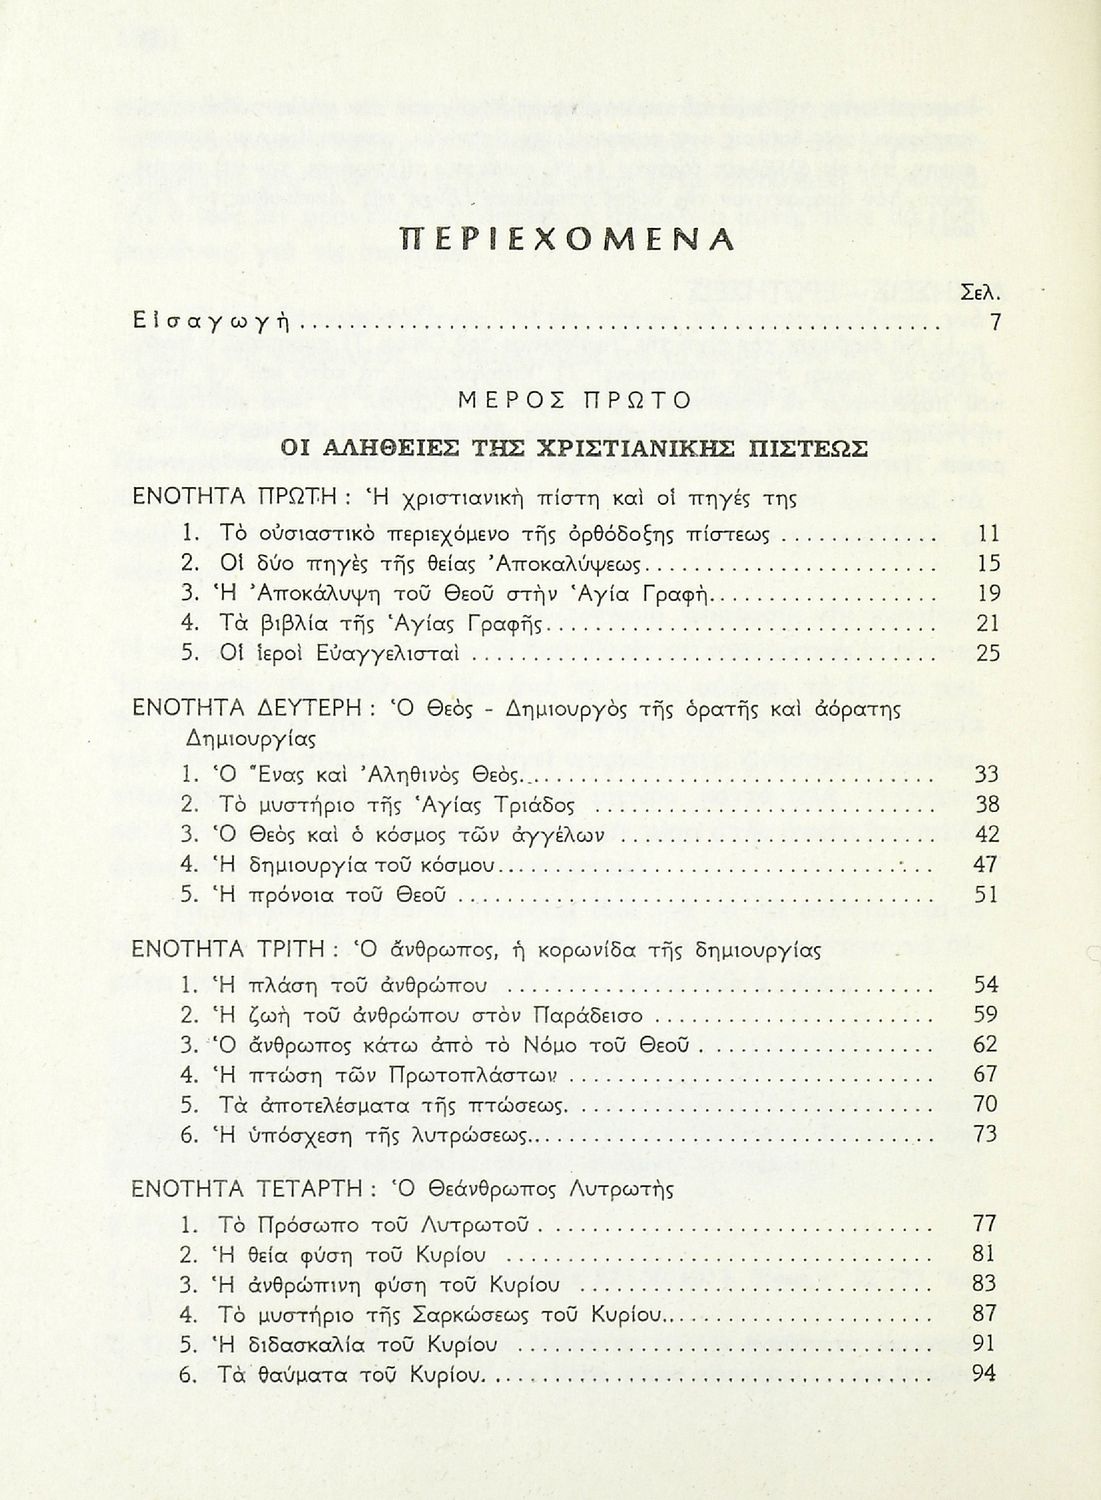 ΠΕΡΙΕΧΟΜΕΝΑ
Σελ.
Εἰσαγωγὴ ................................................ 7
ΜΕΡΟΣ ΠΡΩΤΟ
ΟΙ ΑΛΗΘΕΙΕΣ ΤΗΣ ΧΡΙΣΤΙΑΝΙΚΗΣ ΠΙΣΤΕΩΣ
ΕΝΟΤΗΤΑ ΠΡΩΤΗ : Ἡ χριστιανικὴ πίστη καὶ οἱ πηγές της
1. Τὸ οὐσιαστικὸ περιεχόμενο τῆς ὀρθόδοξης πίστεως ............. 11
2. Οἱ δύο πηγὲς τῆς θείας Ἀποκαλύψεως........................ 15
3. Ἡ Ἀποκάλυψη τοῦ Θεοῦ στὴν Ἁγία Γραφὴ................... 19
4. Τὰ βιβλία τῆς Ἁγίας Γραφῆς................................ 21
5. Οἱ ἱεροὶ Εὐαγγελισταὶ ...................................... 25
ΕΝΟΤΗΤΑ ΔΕΥΤΕΡΗ : Ὁ Θεὸς - Δημιουργὸς τῆς ὁρατῆς καὶ ἀόρατης
Δημιουργίας
1. Ὁ Ἕνας καὶ Ἀληθινὸς Θεὸς.................................. 33
2. Τὸ μυστήριο τῆς Ἁγίας Τριάδος ............................ 38
3. Ὁ Θεὸς καὶ ὁ κόσμος τῶν ἀγγέλων .......................... 42
4. Ἡ δημιουργία τοῦ κόσμου.................................... 47
5. Ἡ πρόνοια τοῦ Θεοῦ ....................................... 51
ΕΝΟΤΗΤΑ ΤΡΙΤΗ : Ὁ ἄνθρωπος, ἡ κορωνίδα τῆς δημιουργίας
1. Ἡ πλάση τοῦ ἀνθρώπου ................................... 54
2. Ἡ ζωὴ τοῦ ἀνθρώπου στὸν Παράδεισο ....................... 59
3. Ὁ ἄνθρωπος κάτω ἀπὸ τὸ Νόμο τοῦ Θεοῦ ................... 62
4. Ἡ πτώση τῶν Πρωτοπλάστων .............................. 67
5. Τὰ ἀποτελέσματα τῆς πτώσεως.............................. 70
6. Ἡ ὑπόσχεση τῆς λυτρώσεως.................................. 73
ΕΝΟΤΗΤΑ ΤΕΤΑΡΤΗ : Ὁ Θεάνθρωπος Λυτρωτὴς
1. Τὸ Πρόσωπο τοῦ Λυτρωτοῦ ................................ 77
2. Ἡ θεία φύση τοῦ Κυρίου ................................... 81
3. Ἡ ἀνθρώπινη φύση τοῦ Κυρίου ............................. 83
4. Τὸ μυστήριο τῆς Σαρκώσεως τοῦ Κυρίου....................... 87
5. Ἡ διδασκαλία τοῦ Κυρίου .................................. 91
6. Τὰ θαύματα τοῦ Κυρίου..................................... 94